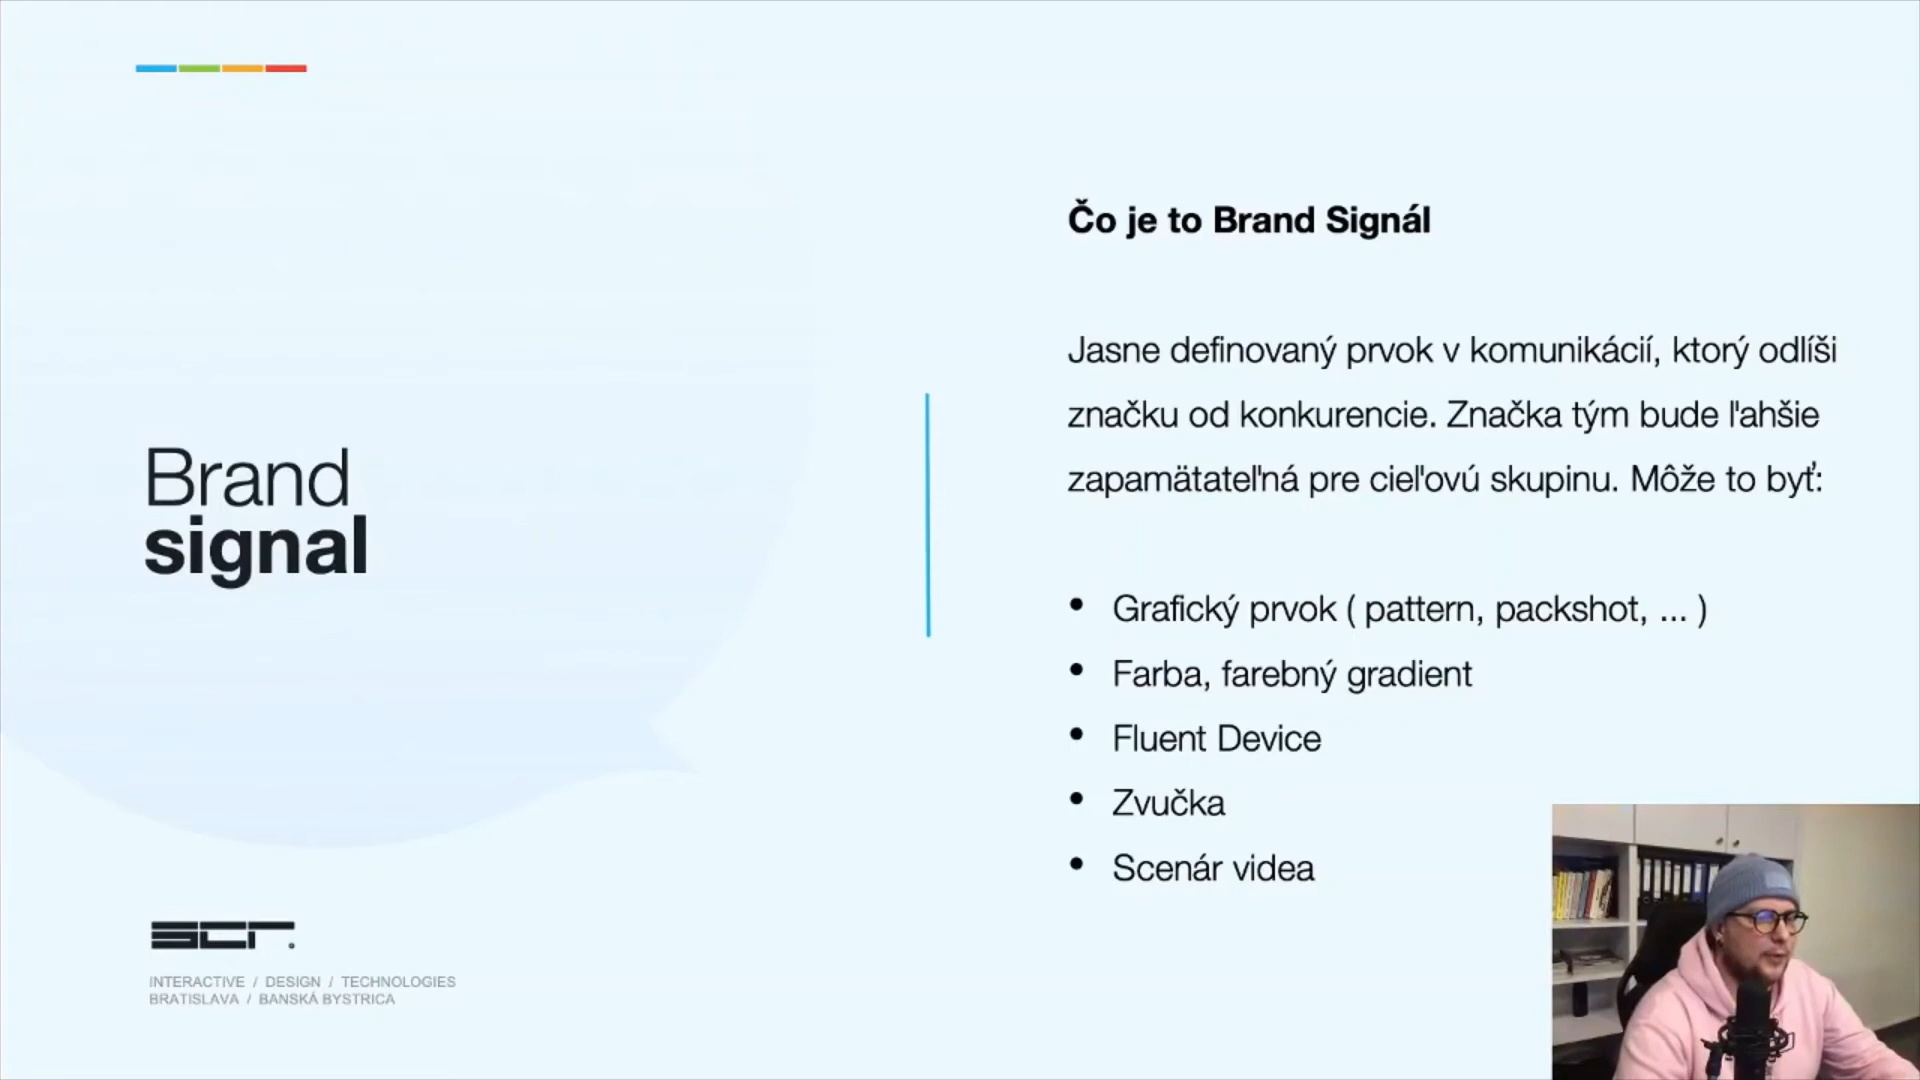 Brand
signal
Čo je to Brand Signál
Jasne definovaný prvok v komunikácií, ktorý odlíši
značku od konkurencie. Značka tým bude ľahšie
zapamätateľná pre cieľovú skupinu. Môže to byť:
• Grafický prvok ( pattern, packshot, ... )
• Farba, farebný gradient
• Fluent Device
• Zvučka
• Scenár videa
scr.
INTERACTIVE / DESIGN / TECHNOLOGIES
BRATISLAVA / BANSKÁ BYSTRICA